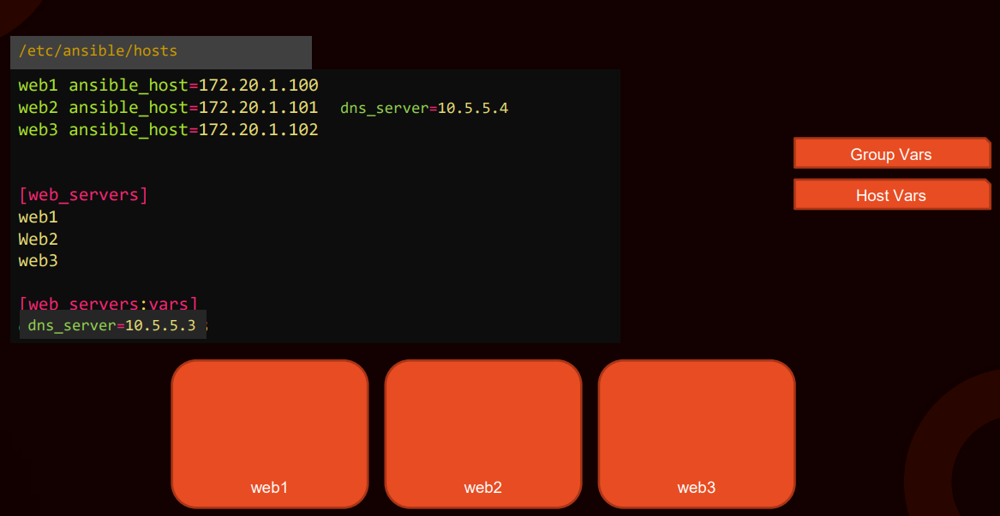 /etc/ansible/hosts
web1 ansible_host=172.20.1.100
web2 ansible_host=172.20.1.101 dns_server=10.5.5.4
web3 ansible_host=172.20.1.102
[web_servers]
web1
Web2
web3
[web_servers:vars]
dns_server=10.5.5.3
Group Vars
Host Vars
web1
web2
web3